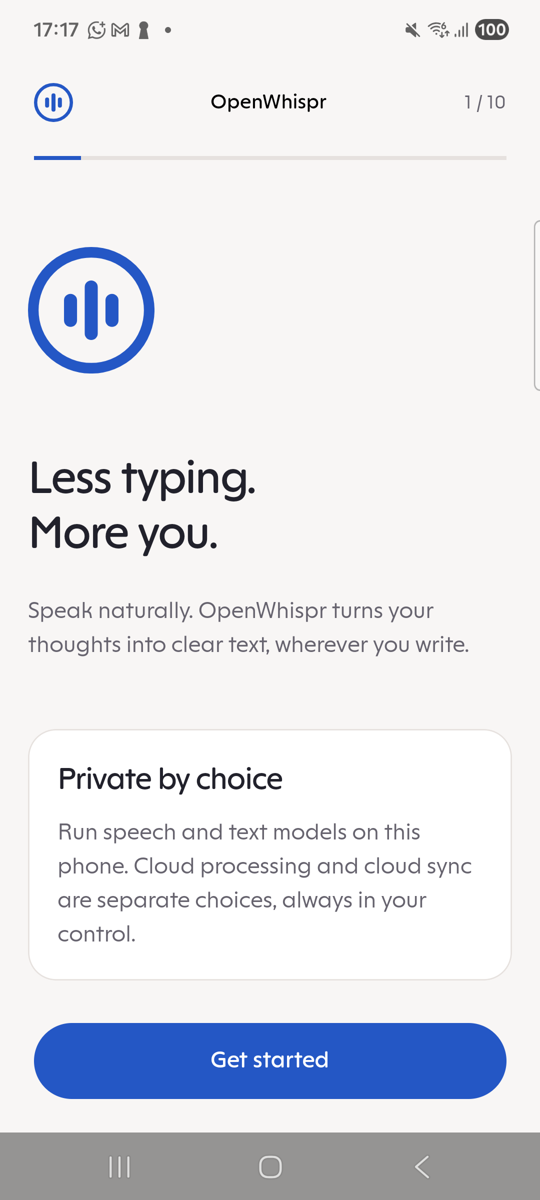 17:17
100
OpenWhispr
1 / 10
Less typing.
More you.
Speak naturally. OpenWhispr turns your
thoughts into clear text, wherever you write.
Private by choice
Run speech and text models on this
phone. Cloud processing and cloud sync
are separate choices, always in your
control.
Get started